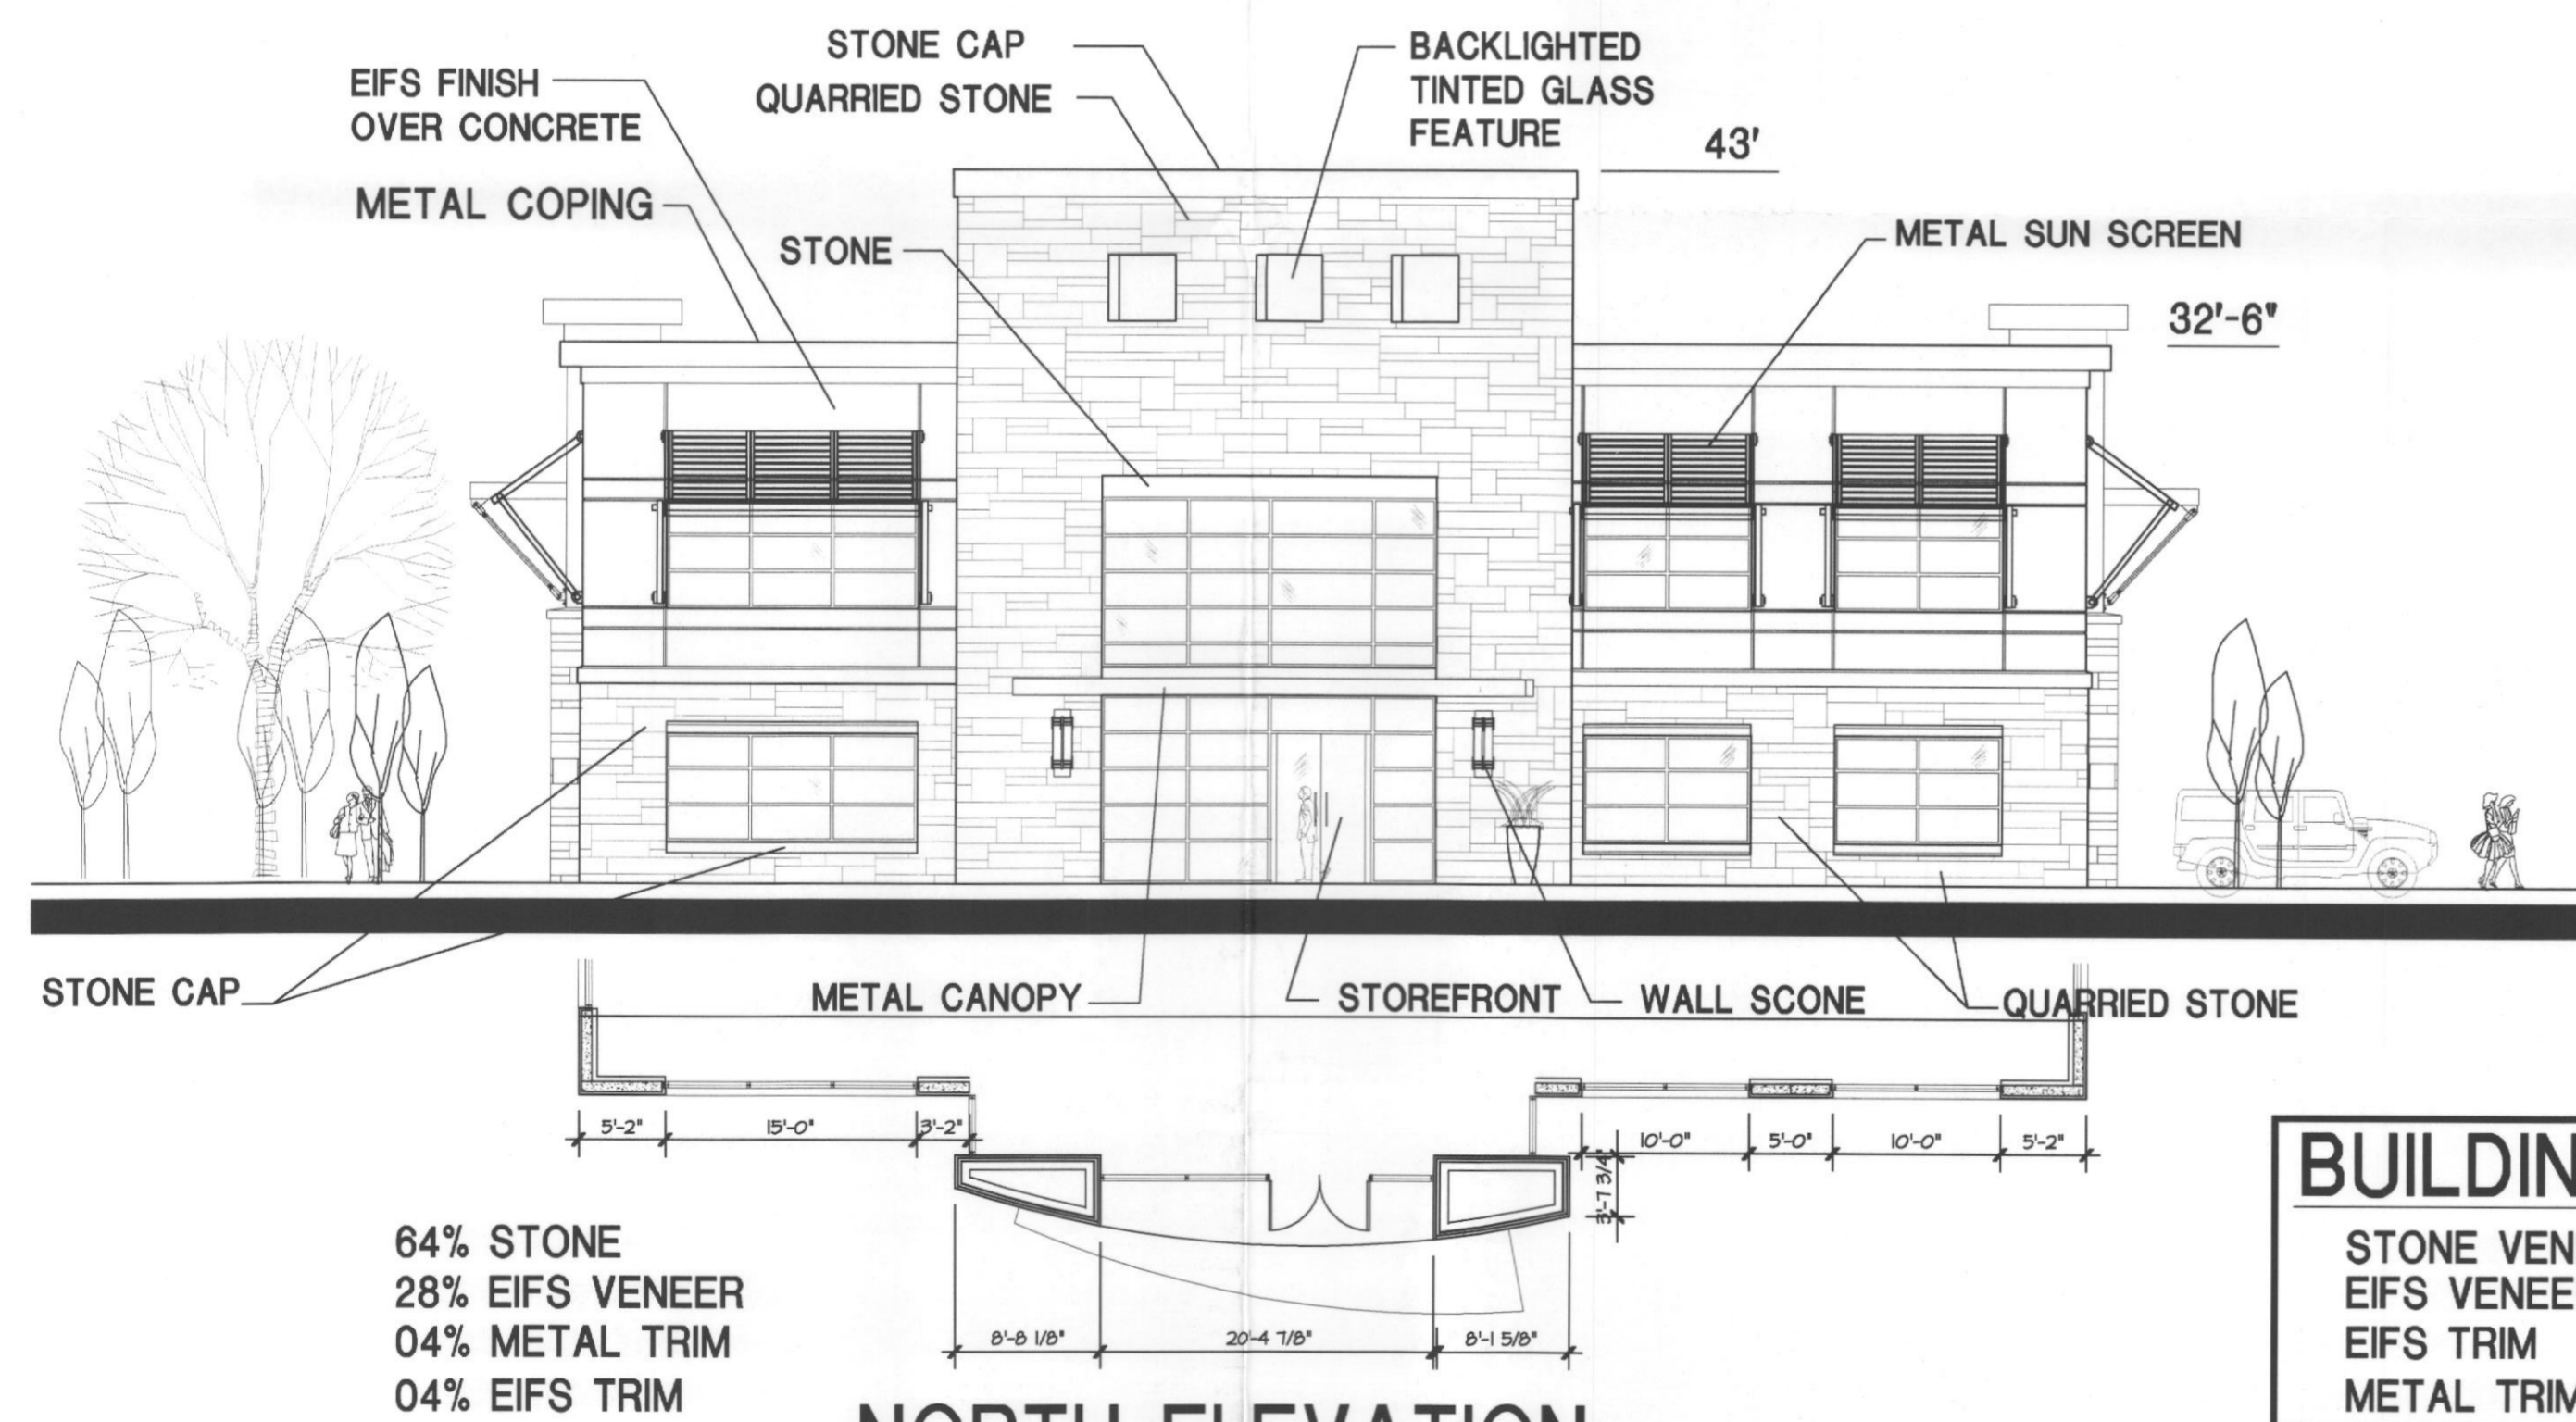 STONE CAP
QUARRIED STONE
BACKLIGHTED
TINTED GLASS
FEATURE
EIFS FINISH
OVER CONCRETE
43'
METAL COPING
STONE
METAL SUN SCREEN
32'-6"
STONE CAP
METAL CANOPY
STOREFRONT
WALL SCONE
QUARRIED STONE
5'-2"
15'-0"
3'-2"
10'-0"
5'-0"
10'-0"
5'-2"
3'-7 3/4"
8'-8 1/8"
20'-4 7/8"
8'-1 5/8"
64% STONE
28% EIFS VENEER
04% METAL TRIM
04% EIFS TRIM
NORTH ELEVATION
BUILDIN
STONE VEN
EIFS VENEE
EIFS TRIM
METAL TRIM